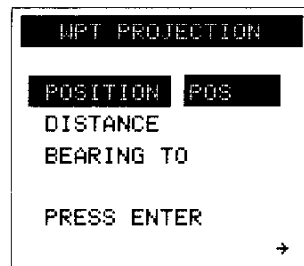 WPT PROJECTION
POSITION POS
DISTANCE
BEARING TO
PRESS ENTER
→